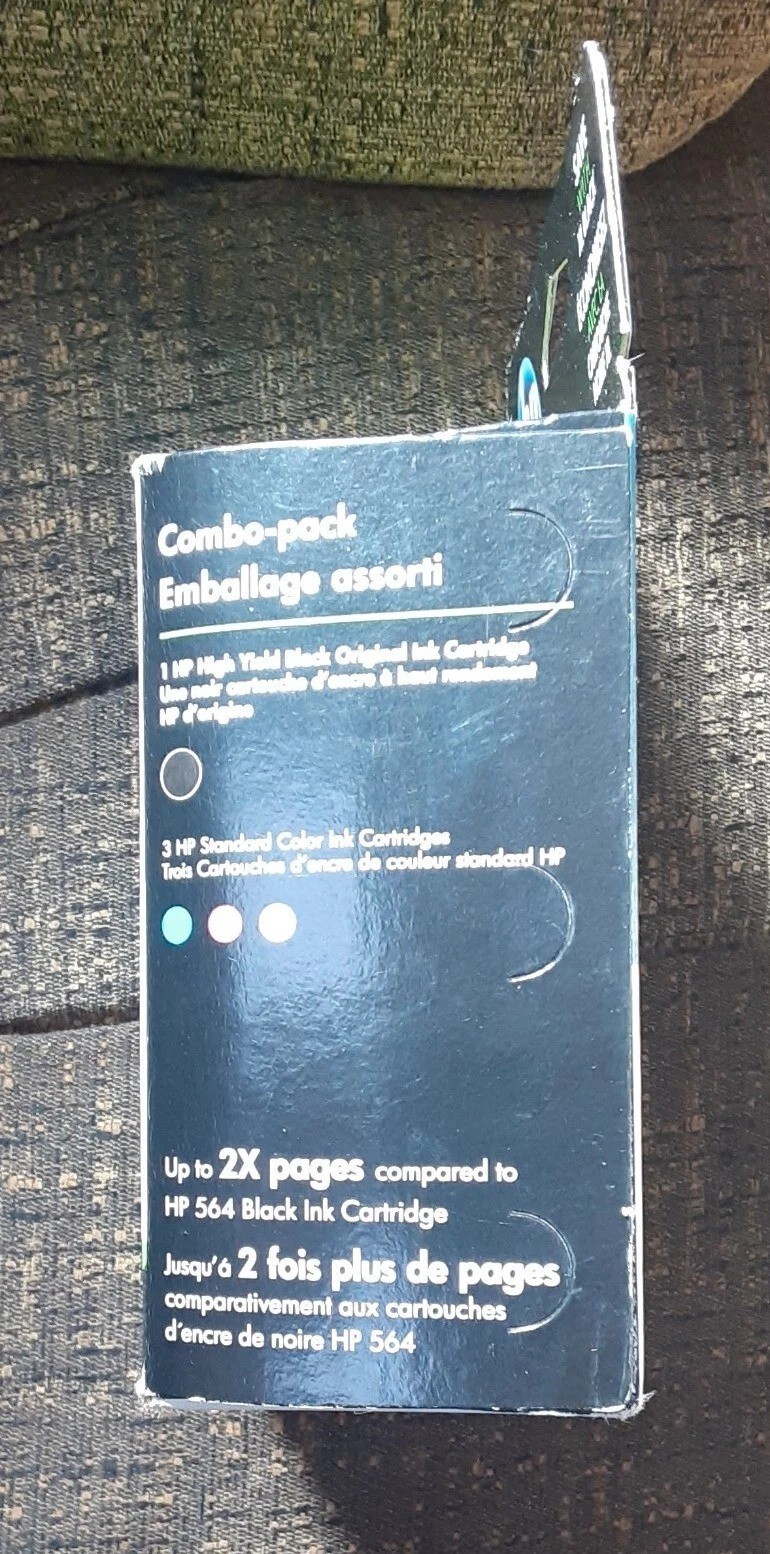 Combo-pack
Emballage assorti
1 HP High Yield Black Original Ink Cartridge
Une noir cartouche d'encre à haut rendement
HP d'origine
3 HP Standard Color Ink Cartridges
Trois Cartouches d'encre de couleur standard HP
Up to 2X pages compared to
HP 564 Black Ink Cartridge
Jusqu'á 2 fois plus de pages
comparativement aux cartouches
d'encre de noire HP 564